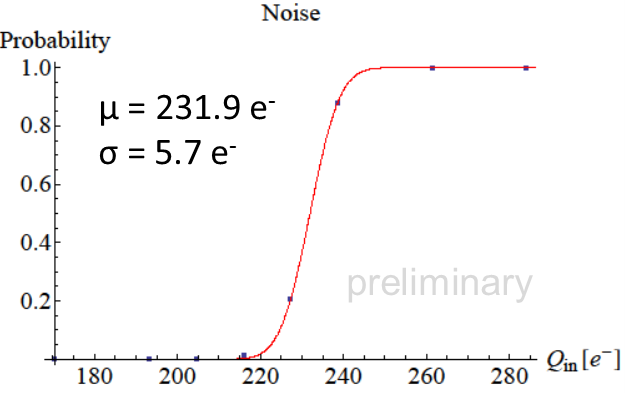 Noise
Probability
1.0
μ = 231.9 e⁻
0.8
σ = 5.7 e⁻
0.6
0.4
preliminary
0.2
180 200 220 240 260 280
Qin [e⁻]